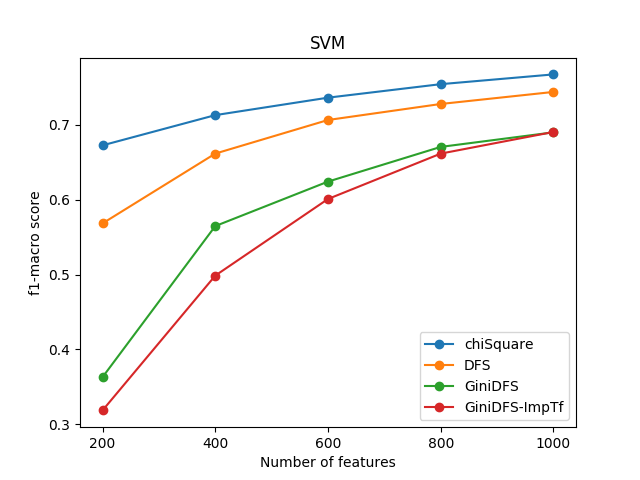 SVM
f1-macro score
0.7
0.6
0.5
0.4
0.3
200 400 600 800 1000
Number of features
chiSquare
DFS
GiniDFS
GiniDFS-ImpTf